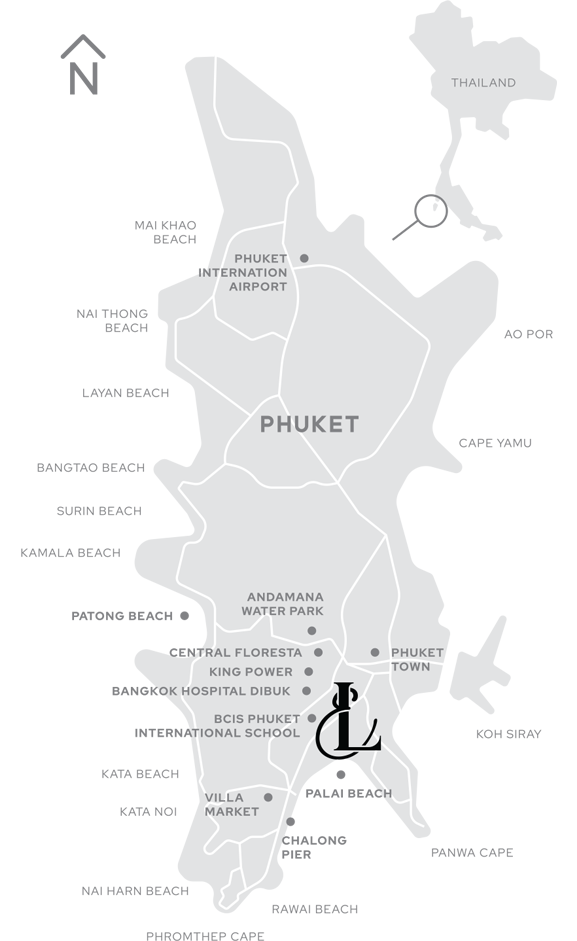 N
THAILAND
MAI KHAO
BEACH
PHUKET
INTERNATION
AIRPORT
NAI THONG
BEACH
AO POR
LAYAN BEACH
PHUKET
CAPE YAMU
BANGTAO BEACH
SURIN BEACH
KAMALA BEACH
ANDAMANA
WATER PARK
PATONG BEACH
CENTRAL FLORESTA
PHUKET
TOWN
KING POWER
BANGKOK HOSPITAL DIBUK
BCIS PHUKET
INTERNATIONAL SCHOOL
L
KOH SIRAY
KATA BEACH
PALAI BEACH
VILLA
MARKET
KATA NOI
CHALONG
PIER
PANWA CAPE
NAI HARN BEACH
RAWAI BEACH
PHROMTHEP CAPE